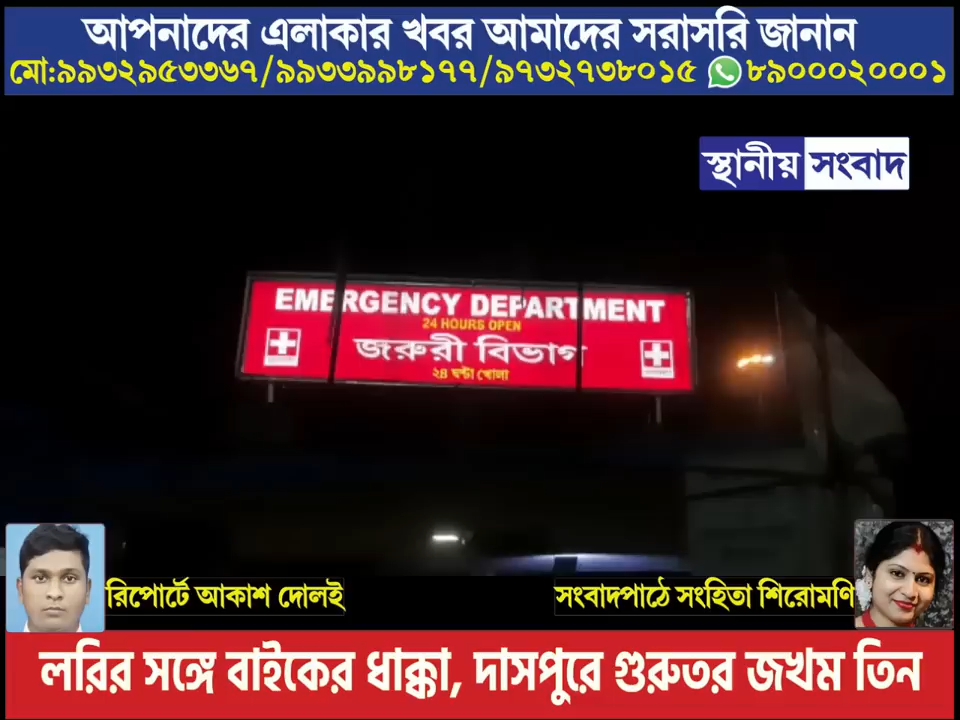 আপনাদের এলাকার খবর আমাদের সরাসরি জানান
মো:৯৯৩২৯৫৩৩৬৭/৯৯৩৩৯৯৮১৭৭/৯৭৩২৭৩৮০১৫ ৮৯০০০২০০০১
স্থানীয় সংবাদ
EMERGENCY DEPARTMENT
24 HOURS OPEN
জরুরী বিভাগ
২৪ ঘন্টা খোলা
রিপোর্টে আকাশ দোলই
সংবাদপাঠে সংহিতা শিরোমণি
লরির সঙ্গে বাইকের ধাক্কা, দাসপুরে গুরুতর জখম তিন